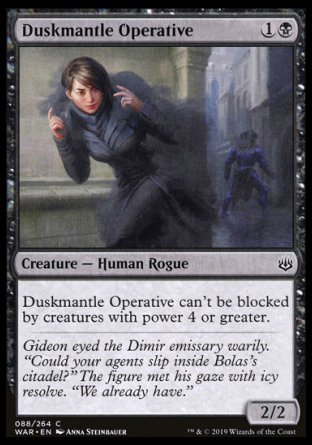 Duskmantle Operative 1
Creature — Human Rogue
Duskmantle Operative can't be blocked
by creatures with power 4 or greater.
Gideon eyed the Dimir emissary warily.
"Could your agents slip inside Bolas's
citadel?" The figure met his gaze with icy
resolve. "We already have."
2/2
088/264 C
WAR • EN Anna Steinbauer
™ & © 2019 Wizards of the Coast